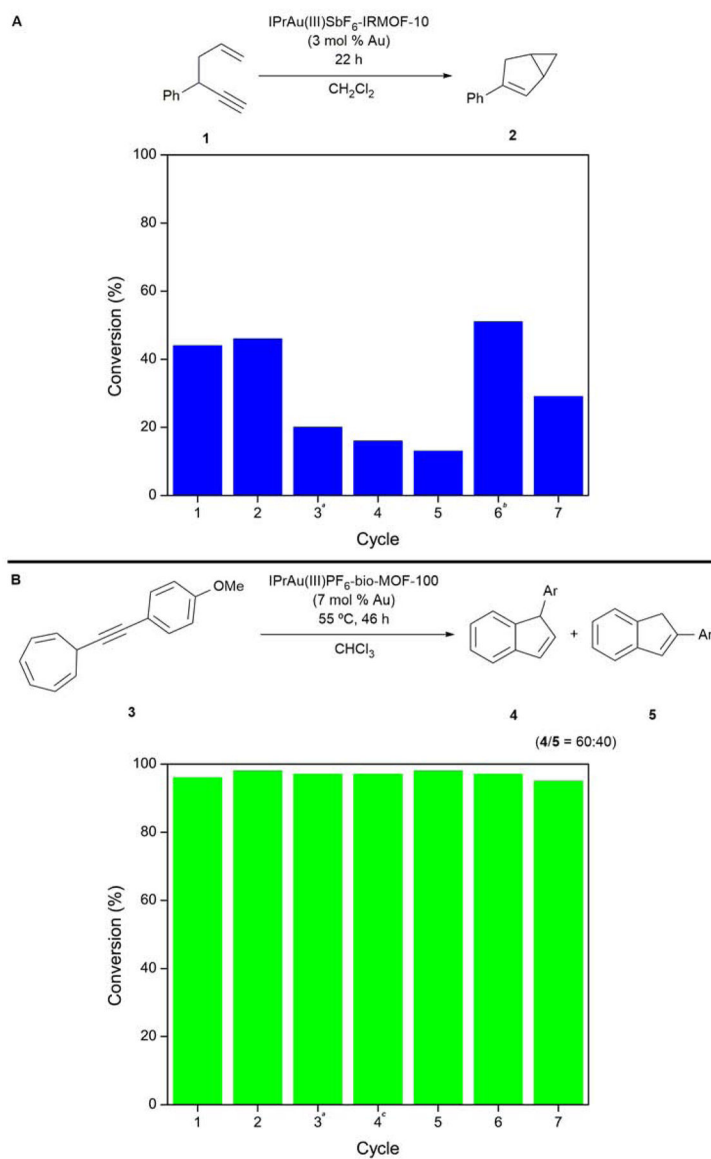 A
IPrAu(III)SbF₆-IRMOF-10
(3 mol % Au)
22 h
CH₂Cl₂
Ph
Ph
1
2
100
80
60
40
20
0
Conversion (%)
1 2 3ᵃ 4 5 6ᵇ 7
Cycle
B
IPrAu(III)PF₆-bio-MOF-100
(7 mol % Au)
55 ºC, 46 h
CHCl₃
OMe
Ar
+
Ar
3
4
5
(4/5 = 60:40)
100
80
60
40
20
0
Conversion (%)
1 2 3ᵃ 4ᶜ 5 6 7
Cycle